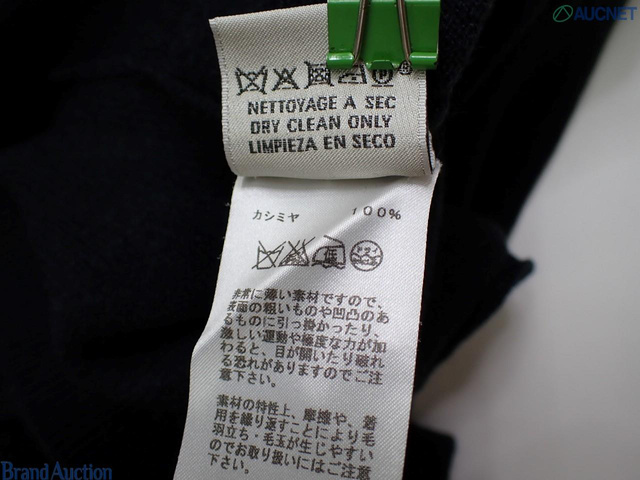 AUCNET
NETTOYAGE A SEC
DRY CLEAN ONLY
LIMPIEZA EN SECO
カシミヤ 100%
ドライ
非常に薄い素材ですので、
表面の粗いものや凹凸のあ
るものに引っ掛かったり、
激しい運動や極度な力が加
わると、目が開いたり破れ
る恐れがありますのでご注
意下さい。
素材の特性上、摩擦や、着
用を繰り返すことにより毛
羽立ち・毛玉が生じやすい
のでお取り扱いにはご注意
下さい。
Brand Auction